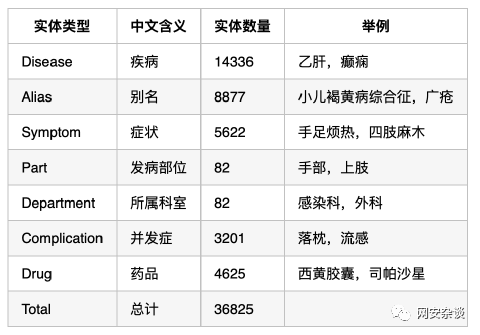 实体类型 中文含义 实体数量 举例
Disease 疾病 14336 乙肝，癫痫
Alias 别名 8877 小儿褐黄病综合征，广疮
Symptom 症状 5622 手足烦热，四肢麻木
Part 发病部位 82 手部，上肢
Department 所属科室 82 感染科，外科
Complication 并发症 3201 落枕，流感
Drug 药品 4625 西黄胶囊，司帕沙星
Total 总计 36825
网安杂谈